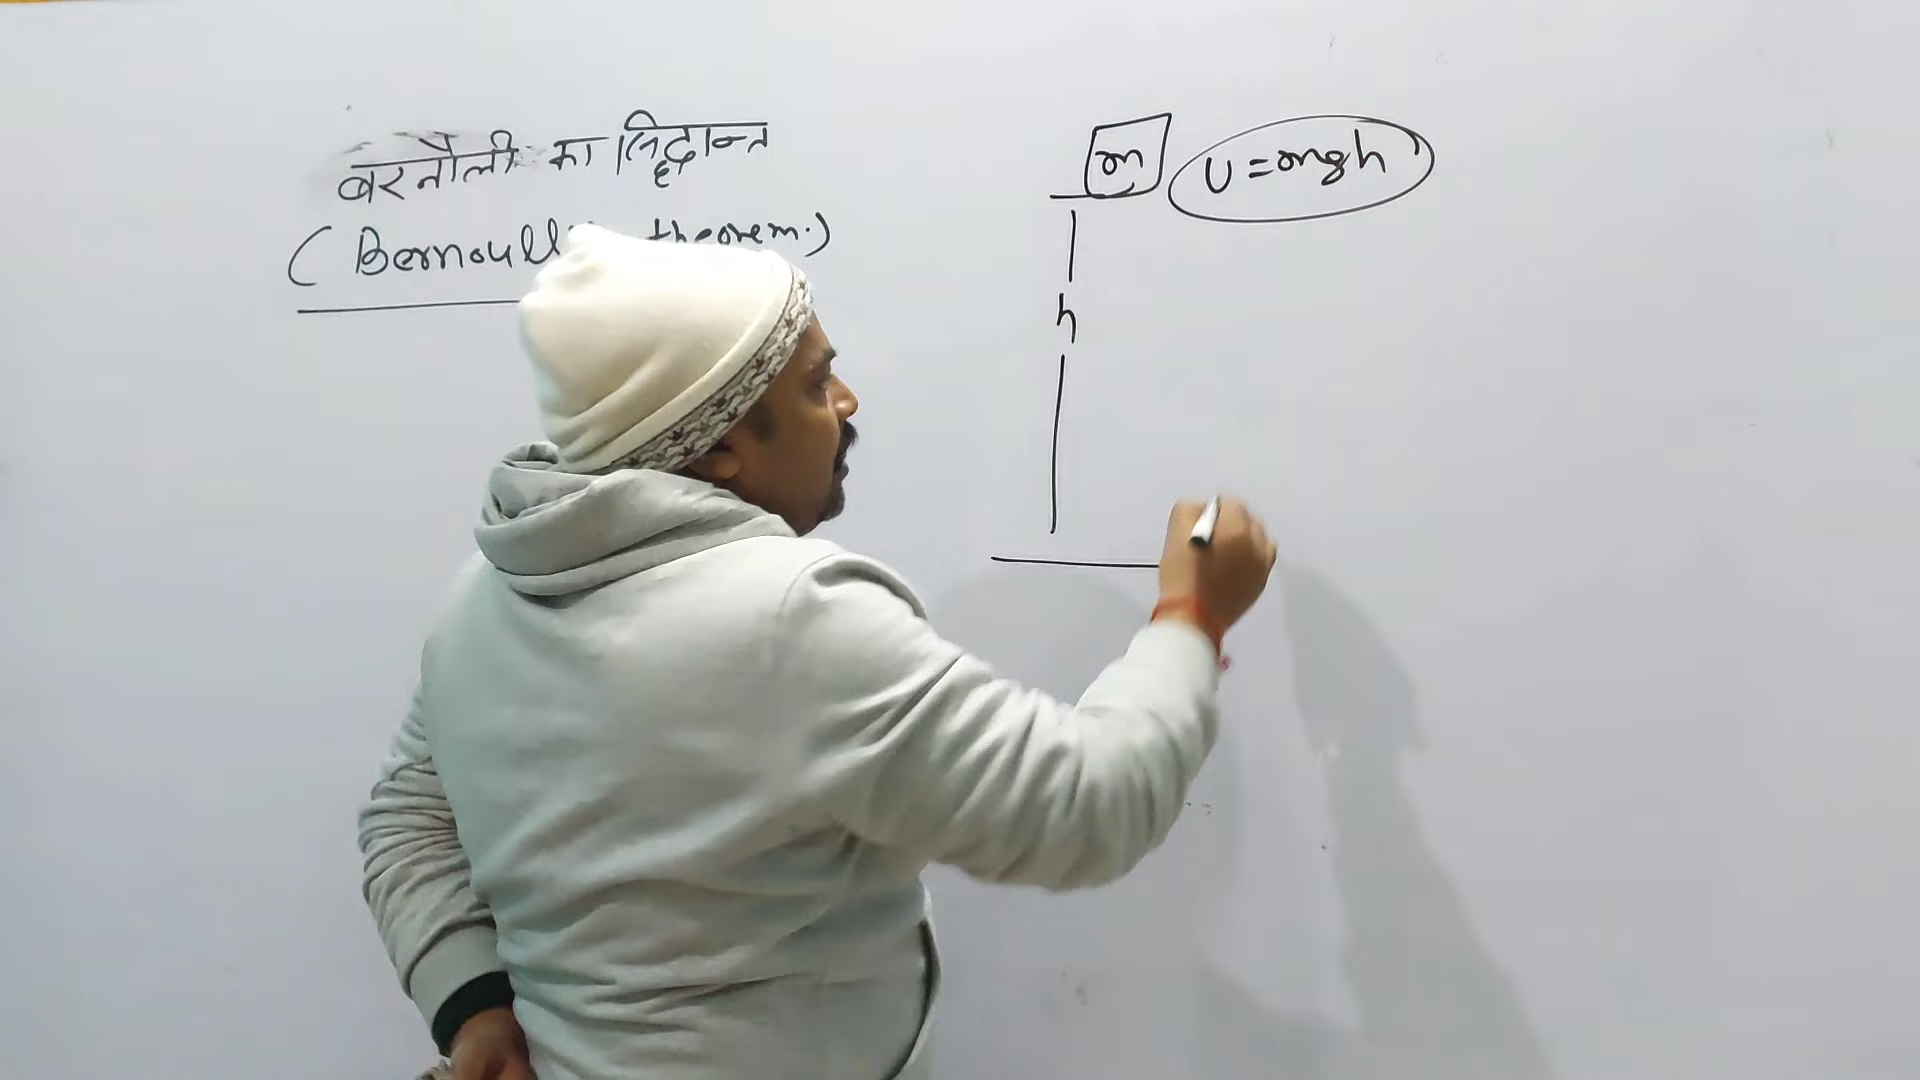 बरनौली का सिद्धान्त
( Bernoulli theorem.)
m
U = mgh
h